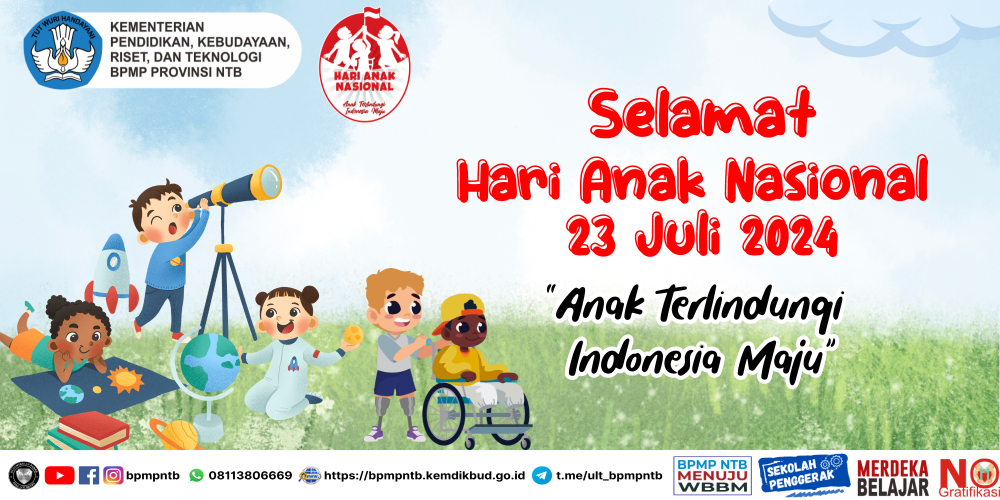 TUT WURI HANDAYANI
KEMENTERIAN
PENDIDIKAN, KEBUDAYAAN,
RISET, DAN TEKNOLOGI
BPMP PROVINSI NTB
HARI ANAK
NASIONAL
Anak Terlindungi
Indonesia Maju
Selamat
Hari Anak Nasional
23 Juli 2024
"Anak Terlindungi
Indonesia Maju"
bpmpntb
08113806669
https://bpmpntb.kemdikbud.go.id
t.me/ult_bpmpntb
BPMP NTB
MENUJU
WBBM
SEKOLAH
PENGGERAK
MERDEKA
BELAJAR
NO
Gratifikasi